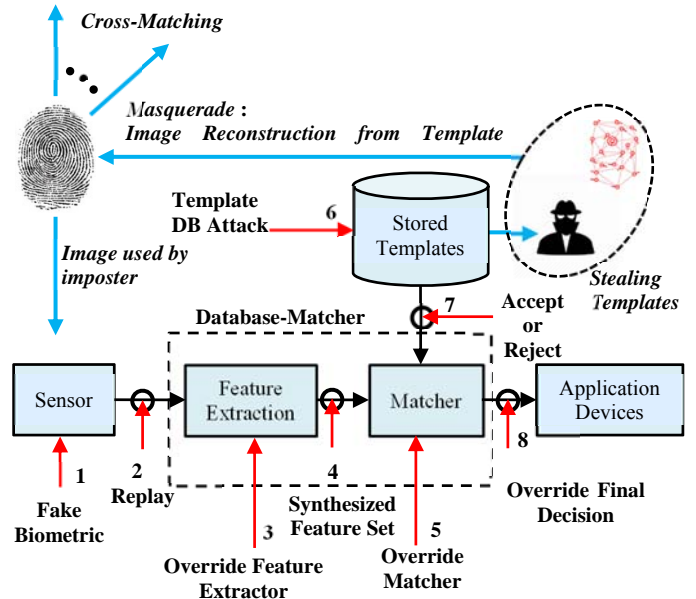 Cross-Matching
Masquerade :
Image Reconstruction from Template
Template
DB Attack
6
Stored
Templates
Image used by
imposter
Stealing
Templates
7
Accept
or
Reject
Database-Matcher
Sensor
Feature
Extraction
Matcher
Application
Devices
1
2
4
8
Fake
Biometric
Replay
3
Synthesized
Feature Set
5
Override Final
Decision
Override Feature
Extractor
Override
Matcher